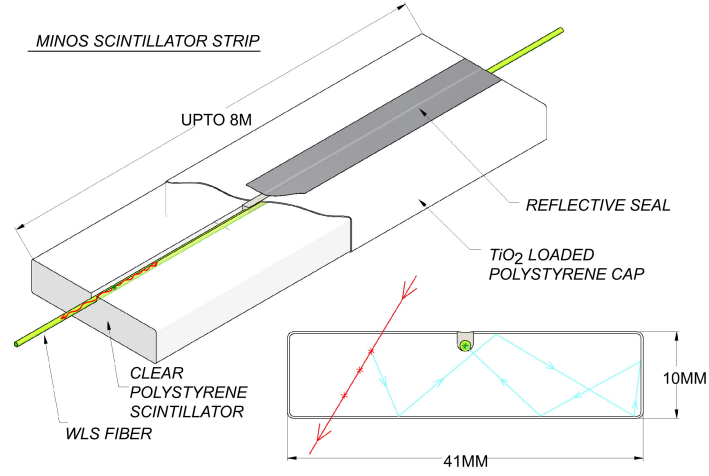 MINOS SCINTILLATOR STRIP
UPTO 8M
REFLECTIVE SEAL
TiO2 LOADED
POLYSTYRENE CAP
CLEAR
POLYSTYRENE
SCINTILLATOR
WLS FIBER
10MM
41MM